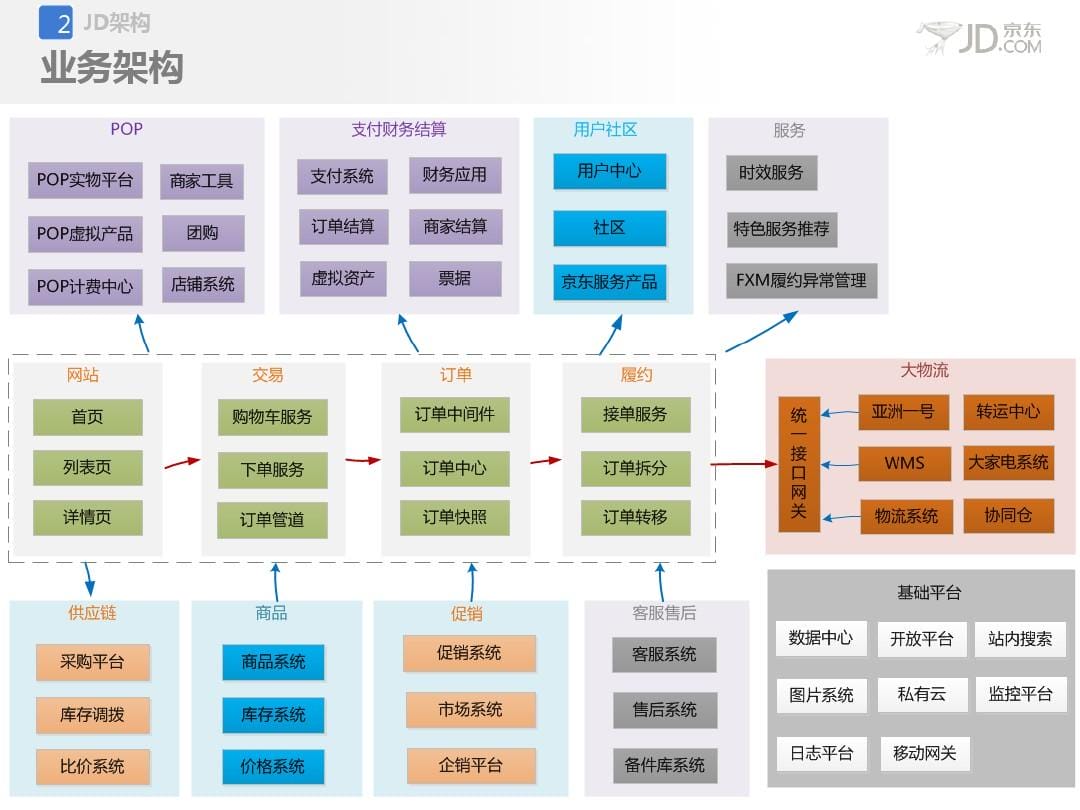 2 JD架构
业务架构
JD 京东
.COM
POP
POP实物平台 商家工具
POP虚拟产品 团购
POP计费中心 店铺系统
支付财务结算
支付系统 财务应用
订单结算 商家结算
虚拟资产 票据
用户社区
用户中心
社区
京东服务产品
服务
时效服务
特色服务推荐
FXM履约异常管理
网站
首页
列表页
详情页
交易
购物车服务
下单服务
订单管道
订单
订单中间件
订单中心
订单快照
履约
接单服务
订单拆分
订单转移
大物流
统一接口网关
亚洲一号 转运中心
WMS 大家电系统
物流系统 协同仓
供应链
采购平台
库存调拨
比价系统
商品
商品系统
库存系统
价格系统
促销
促销系统
市场系统
企销平台
客服售后
客服系统
售后系统
备件库系统
基础平台
数据中心 开放平台 站内搜索
图片系统 私有云 监控平台
日志平台 移动网关